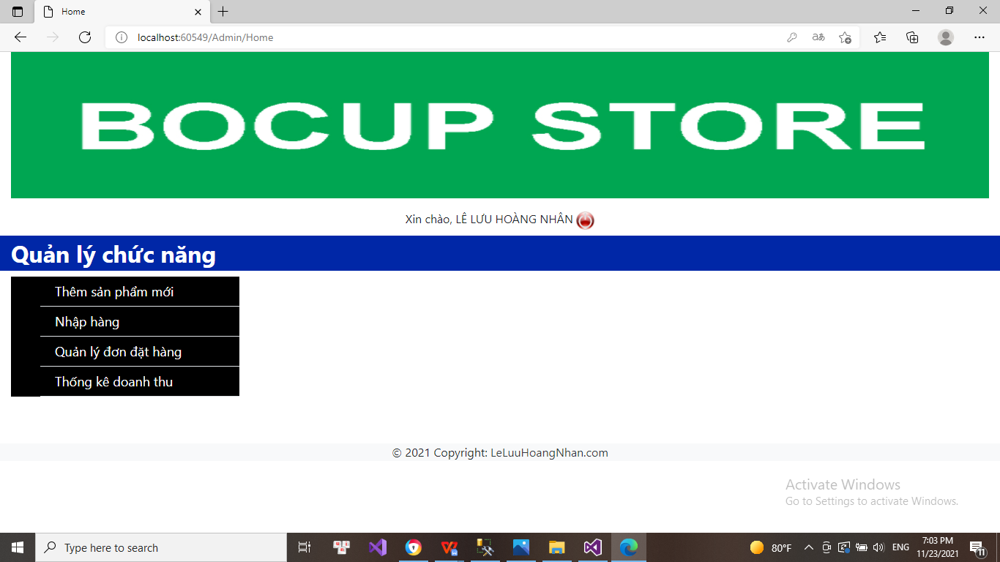 Home
localhost:60549/Admin/Home
BOCUP STORE
Xin chào, LÊ LƯU HOÀNG NHÂN
Quản lý chức năng
Thêm sản phẩm mới
Nhập hàng
Quản lý đơn đặt hàng
Thống kê doanh thu
© 2021 Copyright: LeLuuHoangNhan.com
Activate Windows
Go to Settings to activate Windows.
Type here to search
80°F
ENG
7:03 PM
11/23/2021
11